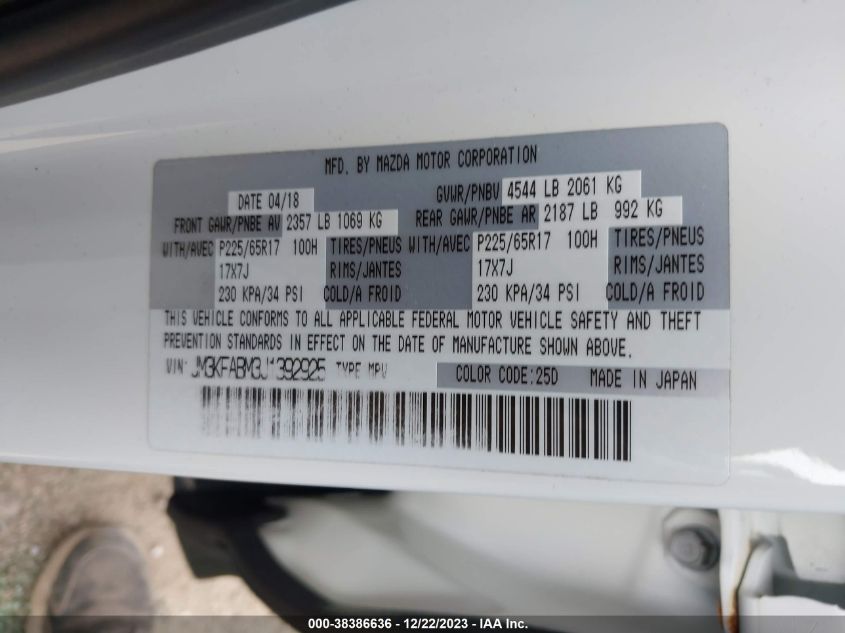 MFD. BY MAZDA MOTOR CORPORATION
DATE 04/18 GVWR/PNBV 4544 LB 2061 KG
FRONT GAWR/PNBE AV 2357 LB 1069 KG REAR GAWR/PNBE AR 2187 LB 992 KG
WITH/AVEC P225/65R17 100H TIRES/PNEUS WITH/AVEC P225/65R17 100H TIRES/PNEUS
17X7J RIMS/JANTES 17X7J RIMS/JANTES
230 KPA/34 PSI COLD/A FROID 230 KPA/34 PSI COLD/A FROID
THIS VEHICLE CONFORMS TO ALL APPLICABLE FEDERAL MOTOR VEHICLE SAFETY AND THEFT
PREVENTION STANDARDS IN EFFECT ON THE DATE OF MANUFACTURE SHOWN ABOVE.
VIN: JM3KFABM3J1392925 TYPE MPV COLOR CODE:25D MADE IN JAPAN
000-38386636 - 12/22/2023 - IAA Inc.